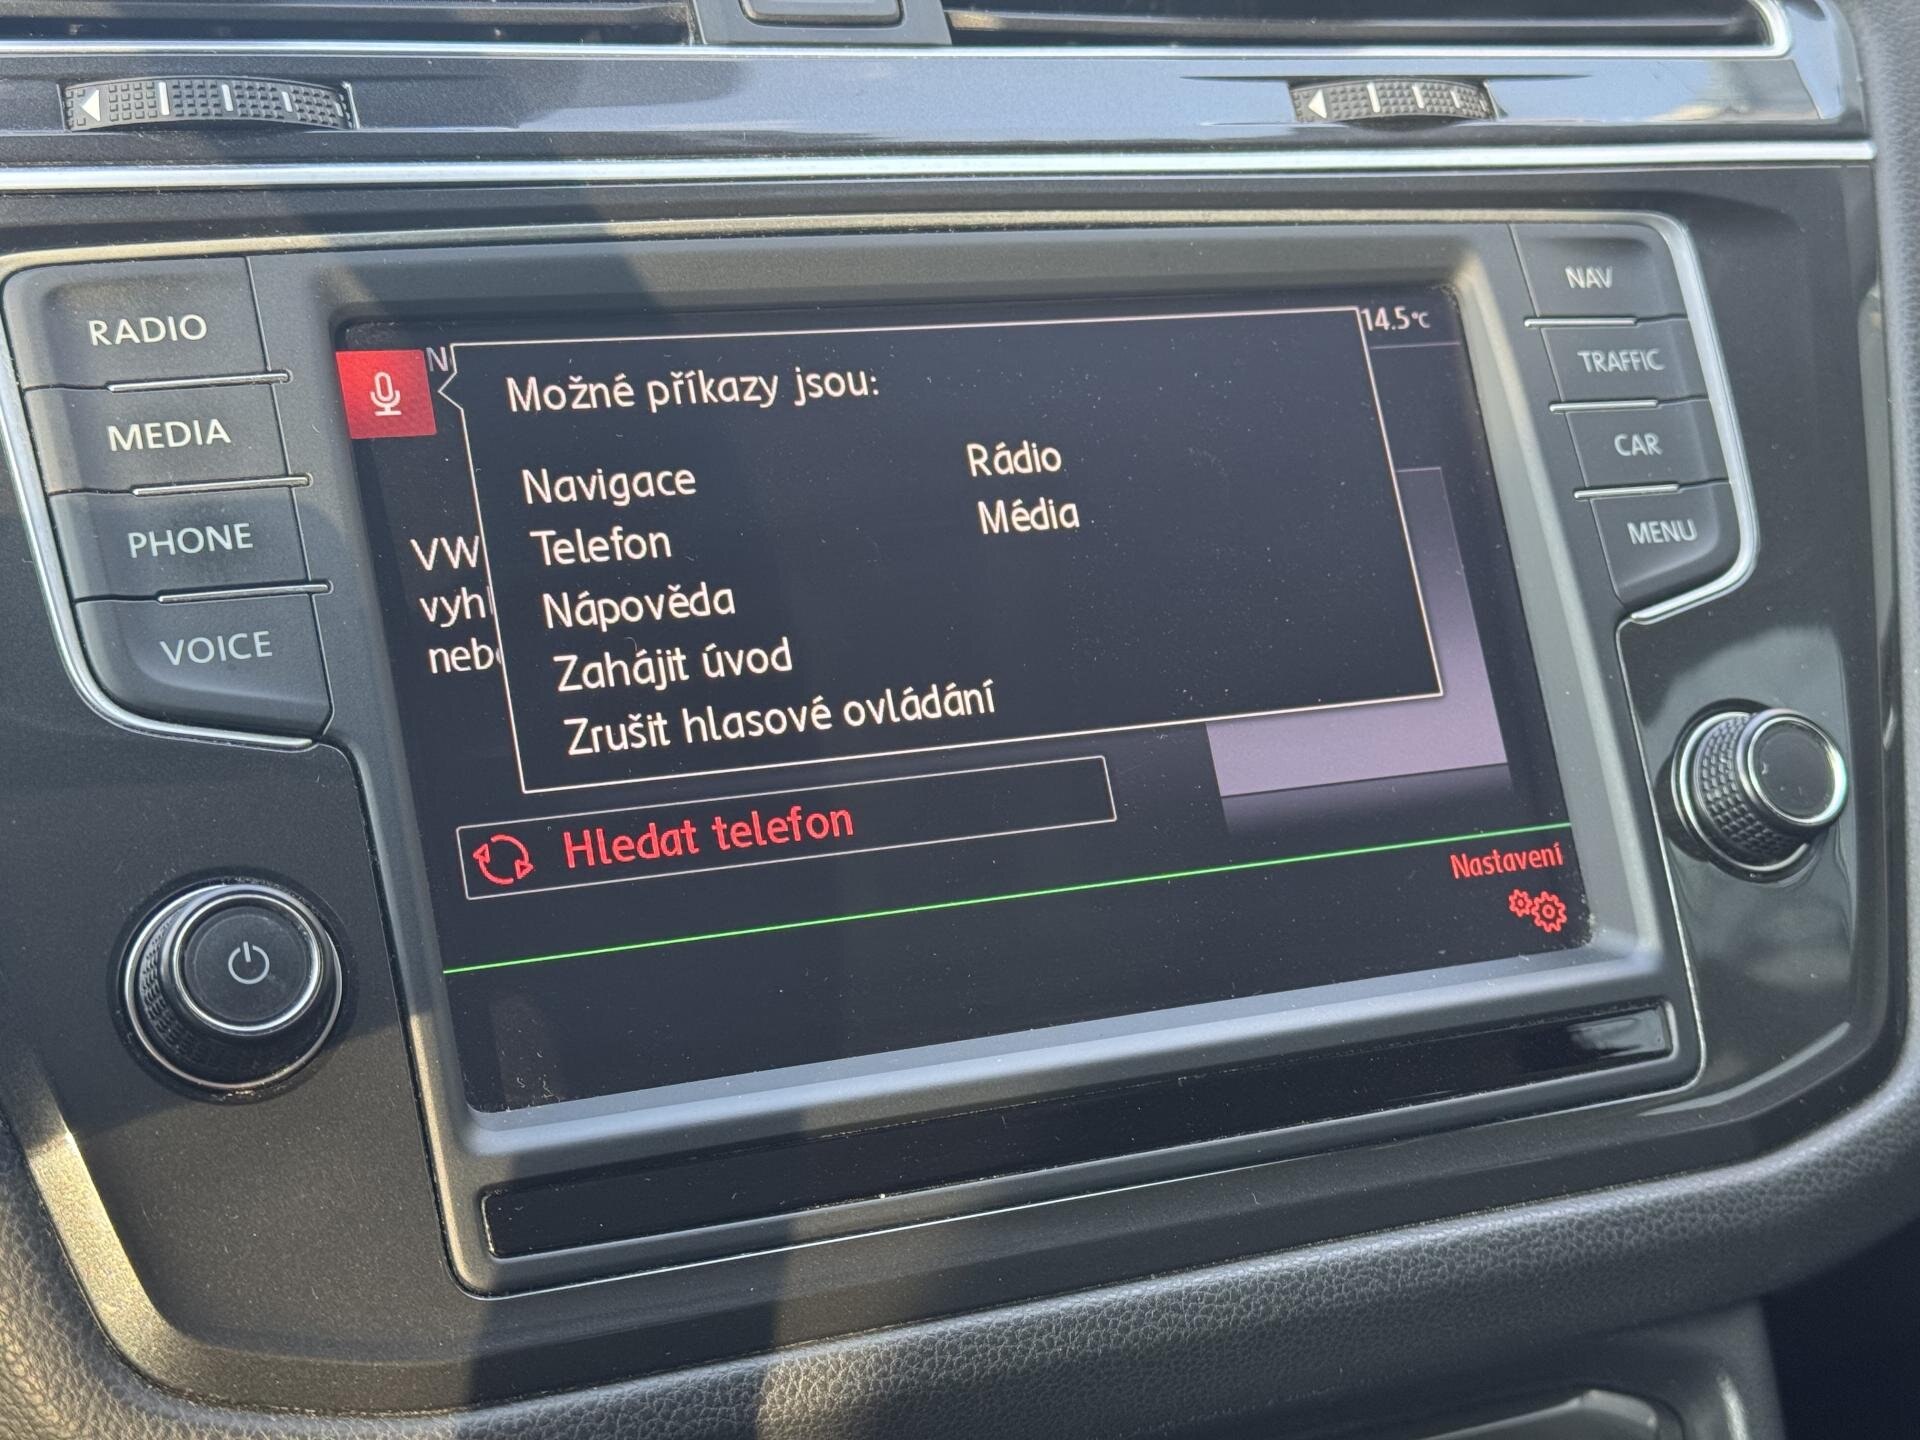 RADIO
MEDIA
PHONE
VOICE
NAV
TRAFFIC
CAR
MENU
14.5°C
Možné příkazy jsou:
Navigace
Rádio
Telefon
Média
Nápověda
Zahájit úvod
Zrušit hlasové ovládání
VW
Hledat telefon
Nastavení